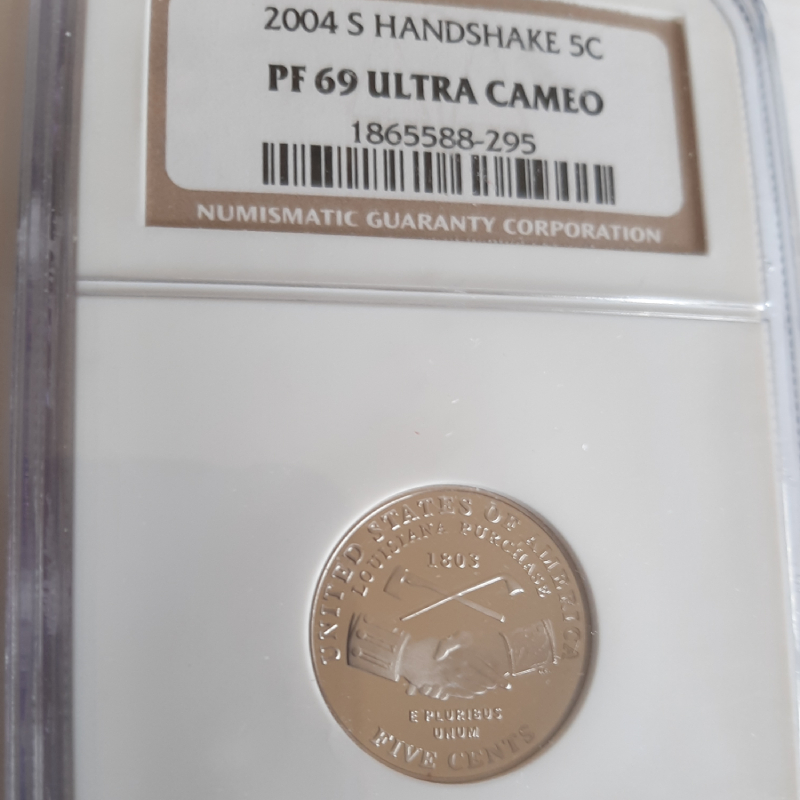 2004 S HANDSHAKE 5C
PF 69 ULTRA CAMEO
1865588-295
NUMISMATIC GUARANTY CORPORATION
UNITED STATES OF AMERICA
LOUISIANA PURCHASE
1803
E PLURIBUS
UNUM
FIVE CENTS